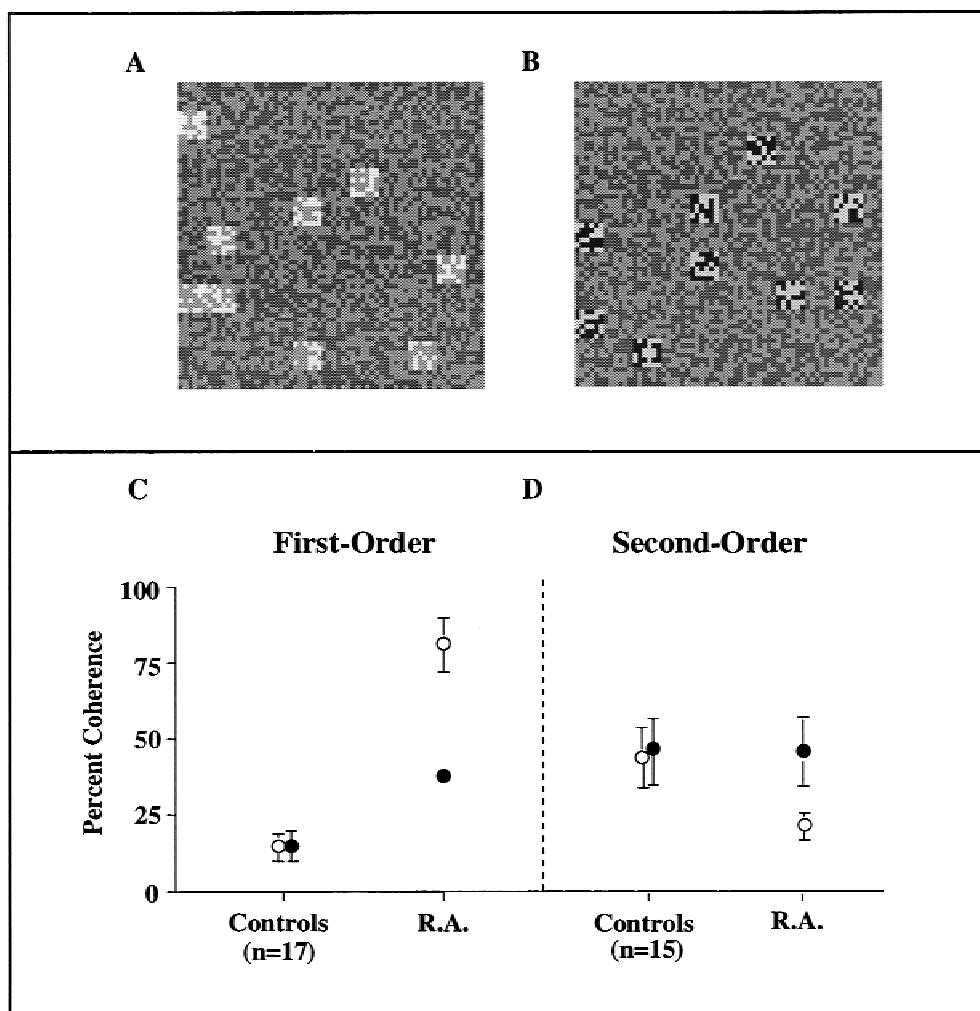 A
B
C
D
First-Order
Second-Order
100
75
50
25
0
Percent Coherence
Controls
(n=17)
R.A.
Controls
(n=15)
R.A.